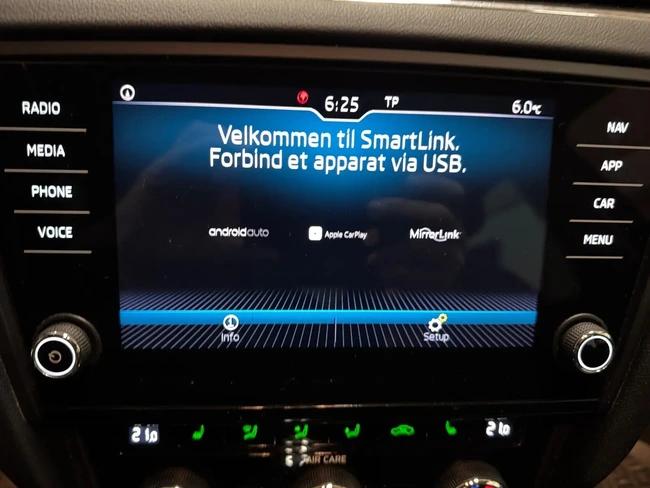 RADIO
MEDIA
PHONE
VOICE
6:25 TP 6.0°C
Velkommen til SmartLink.
Forbind et apparat via USB.
androidauto Apple CarPlay MirrorLink
Info Setup
NAV
APP
CAR
MENU
21.0 21.0
AIR CARE